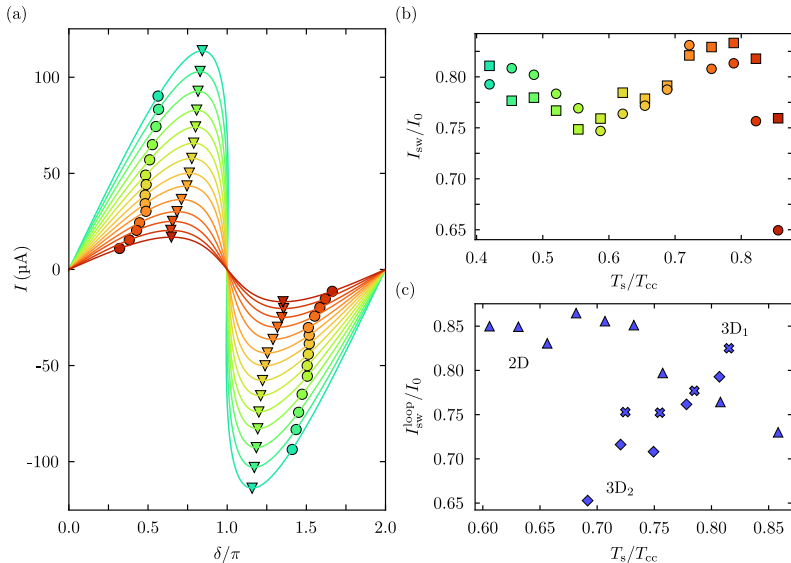 (a)
100
50
0
-50
-100
I (µA)
0.0
0.5
1.0
1.5
2.0
δ/π
(b)
0.80
0.75
0.70
0.65
I_sw/I_0
0.4
0.5
0.6
0.7
0.8
T_s/T_cc
(c)
0.85
0.80
0.75
0.70
0.65
I_sw^loop/I_0
3D_1
2D
3D_2
0.60
0.65
0.70
0.75
0.80
0.85
T_s/T_cc